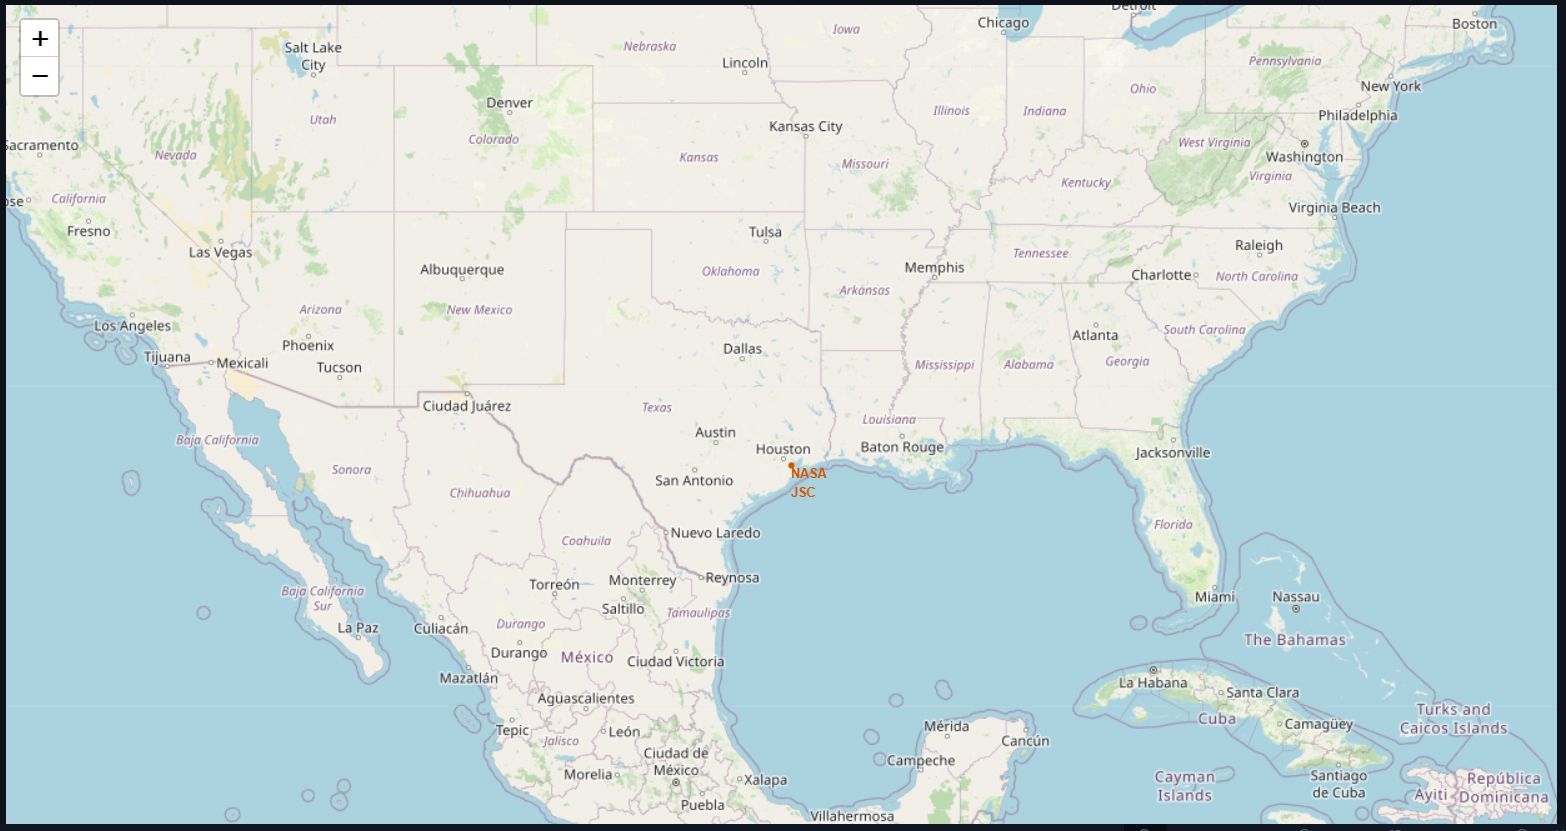 +
−
Detroit
Chicago
Boston
Iowa
Nebraska
Salt Lake
City
Lincoln
Pennsylvania
New York
Ohio
Denver
Illinois
Indiana
Philadelphia
Utah
Kansas City
Colorado
Sacramento
West Virginia
Nevada
Kansas
Missouri
Washington
Virginia
Kentucky
California
ose
Virginia Beach
Fresno
Tulsa
Raleigh
Las Vegas
Tennessee
Albuquerque
Oklahoma
Memphis
Charlotte
North Carolina
Arkansas
Arizona
New Mexico
Los Angeles
South Carolina
Atlanta
Phoenix
Dallas
Tijuana
Mexicali
Tucson
Mississippi
Alabama
Georgia
Ciudad Juárez
Texas
Louisiana
Austin
Baja California
Houston
Baton Rouge
Jacksonville
Sonora
NASA
JSC
San Antonio
Chihuahua
Florida
Nuevo Laredo
Coahuila
Reynosa
Torreón
Monterrey
Baja California
Sur
Saltillo
Tamaulipas
Miami
Nassau
La Paz
Culiacán
Durango
The Bahamas
Durango
México
Ciudad Victoria
Mazatlán
La Habana
Santa Clara
Aguascalientes
Turks and
Caicos Islands
Cuba
Camagüey
Tepic
León
Mérida
Jalisco
Cancún
Ciudad de
México
Campeche
Morelia
Xalapa
Cayman
Islands
Santiago
de Cuba
República
Dominicana
Ayiti
Puebla
Villahermosa